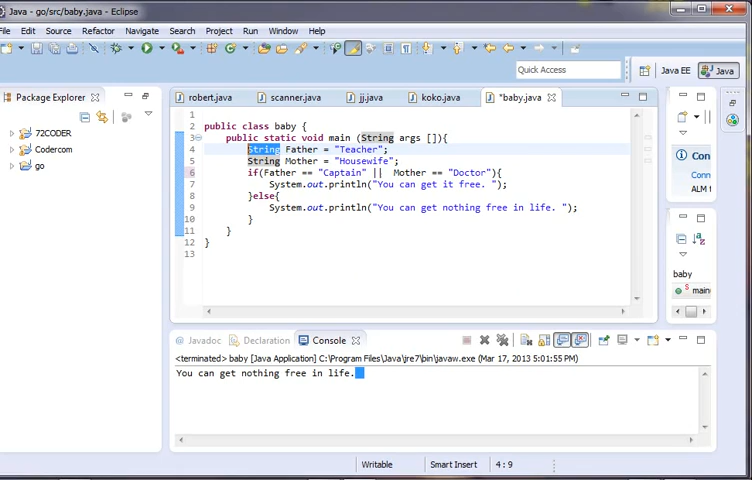 Java - go/src/baby.java - Eclipse
File Edit Source Refactor Navigate Search Project Run Window Help
Quick Access
Java EE
Java
Package Explorer
72CODER
Codercom
go
robert.java
scanner.java
jj.java
koko.java
*baby.java
1
2 public class baby {
3 public static void main (String args []){
4 String Father = "Teacher";
5 String Mother = "Housewife";
6 if(Father == "Captain" || Mother == "Doctor"){
7 System.out.println("You can get it free. ");
8 }else{
9 System.out.println("You can get nothing free in life. ");
10 }
11 }
12 }
13
Con
ALM
baby
main
Javadoc
Declaration
Console
<terminated> baby [Java Application] C:\Program Files\Java\jre7\bin\javaw.exe (Mar 17, 2013 5:01:55 PM)
You can get nothing free in life.
Writable
Smart Insert
4 : 9